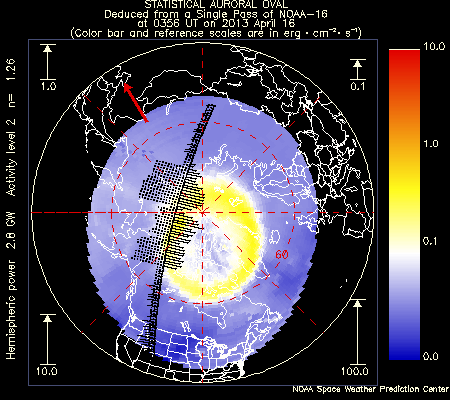 STATISTICAL AURORAL OVAL
Deduced from a Single Pass of NOAA-16
at 0356 UT on 2013 April 16
(Color bar and reference scales are in erg · cm⁻² · s⁻¹)
Hemispheric power 2.8 GW Activity level 2 n= 1.26
1.0
0.1
10.0
100.0
60
10.0
1.0
0.1
0.0
NOAA Space Weather Prediction Center